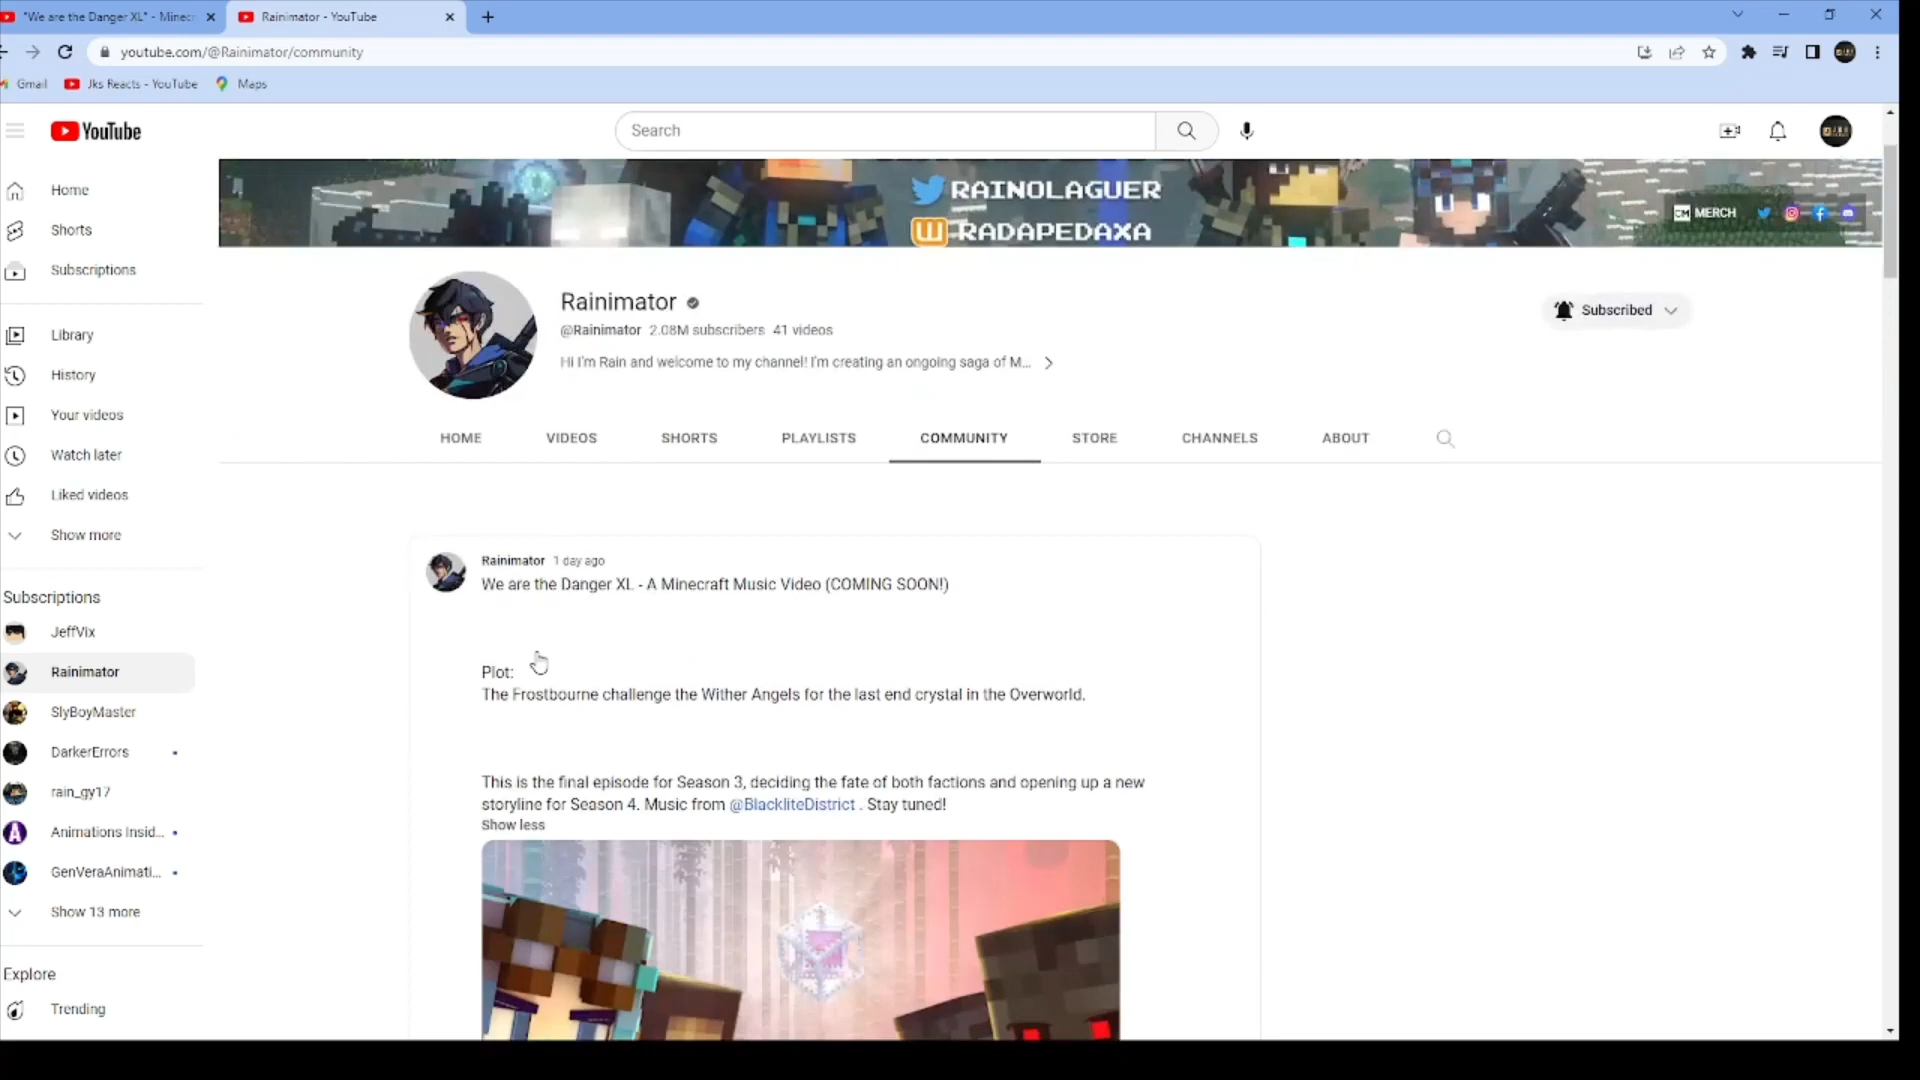 "We are the Danger XL" - Minecr
Rainimator - YouTube
youtube.com/@Rainimator/community
Gmail
Jks Reacts - YouTube
Maps
YouTube
Search
RAINOLAGUER
RADAPEDAXA
CM MERCH
Home
Shorts
Subscriptions
Library
History
Your videos
Watch later
Liked videos
Show more
Subscriptions
JeffVix
Rainimator
SlyBoyMaster
DarkerErrors
rain_gy17
Animations Insid...
GenVeraAnimati...
Show 13 more
Explore
Trending
Rainimator
@Rainimator 2.08M subscribers 41 videos
Hi I'm Rain and welcome to my channel! I'm creating an ongoing saga of M...
Subscribed
HOME VIDEOS SHORTS PLAYLISTS COMMUNITY STORE CHANNELS ABOUT
Rainimator 1 day ago
We are the Danger XL - A Minecraft Music Video (COMING SOON!)
Plot:
The Frostbourne challenge the Wither Angels for the last end crystal in the Overworld.
This is the final episode for Season 3, deciding the fate of both factions and opening up a new
storyline for Season 4. Music from @BlackliteDistrict . Stay tuned!
Show less